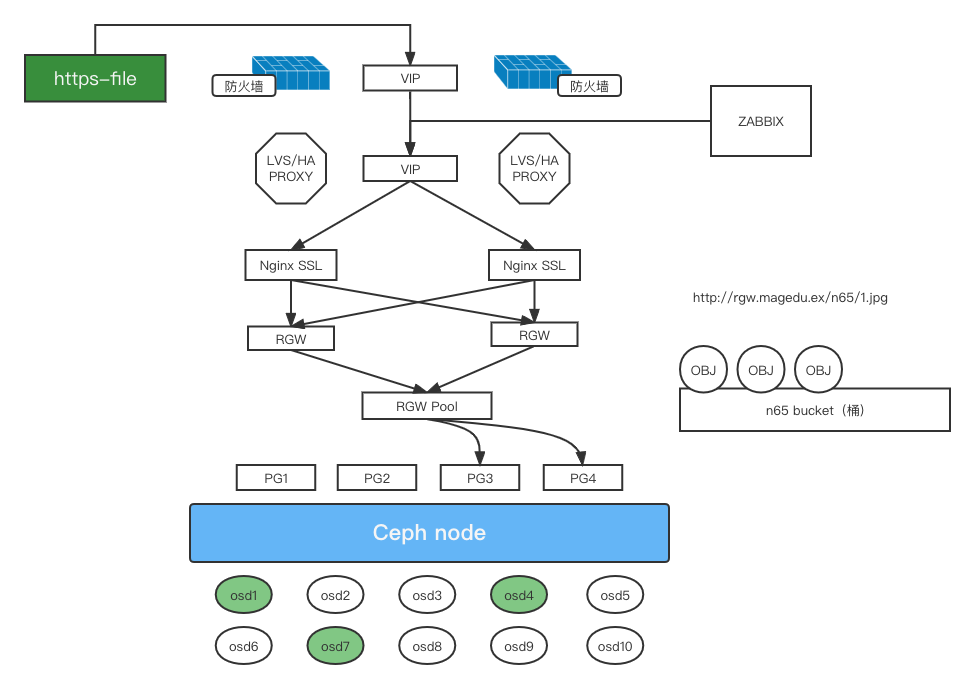 https-file
防火墙
VIP
防火墙
ZABBIX
LVS/HA
PROXY
VIP
LVS/HA
PROXY
Nginx SSL
Nginx SSL
http://rgw.magedu.ex/n65/1.jpg
RGW
RGW
OBJ
OBJ
OBJ
RGW Pool
n65 bucket（桶）
PG1
PG2
PG3
PG4
Ceph node
osd1
osd2
osd3
osd4
osd5
osd6
osd7
osd8
osd9
osd10